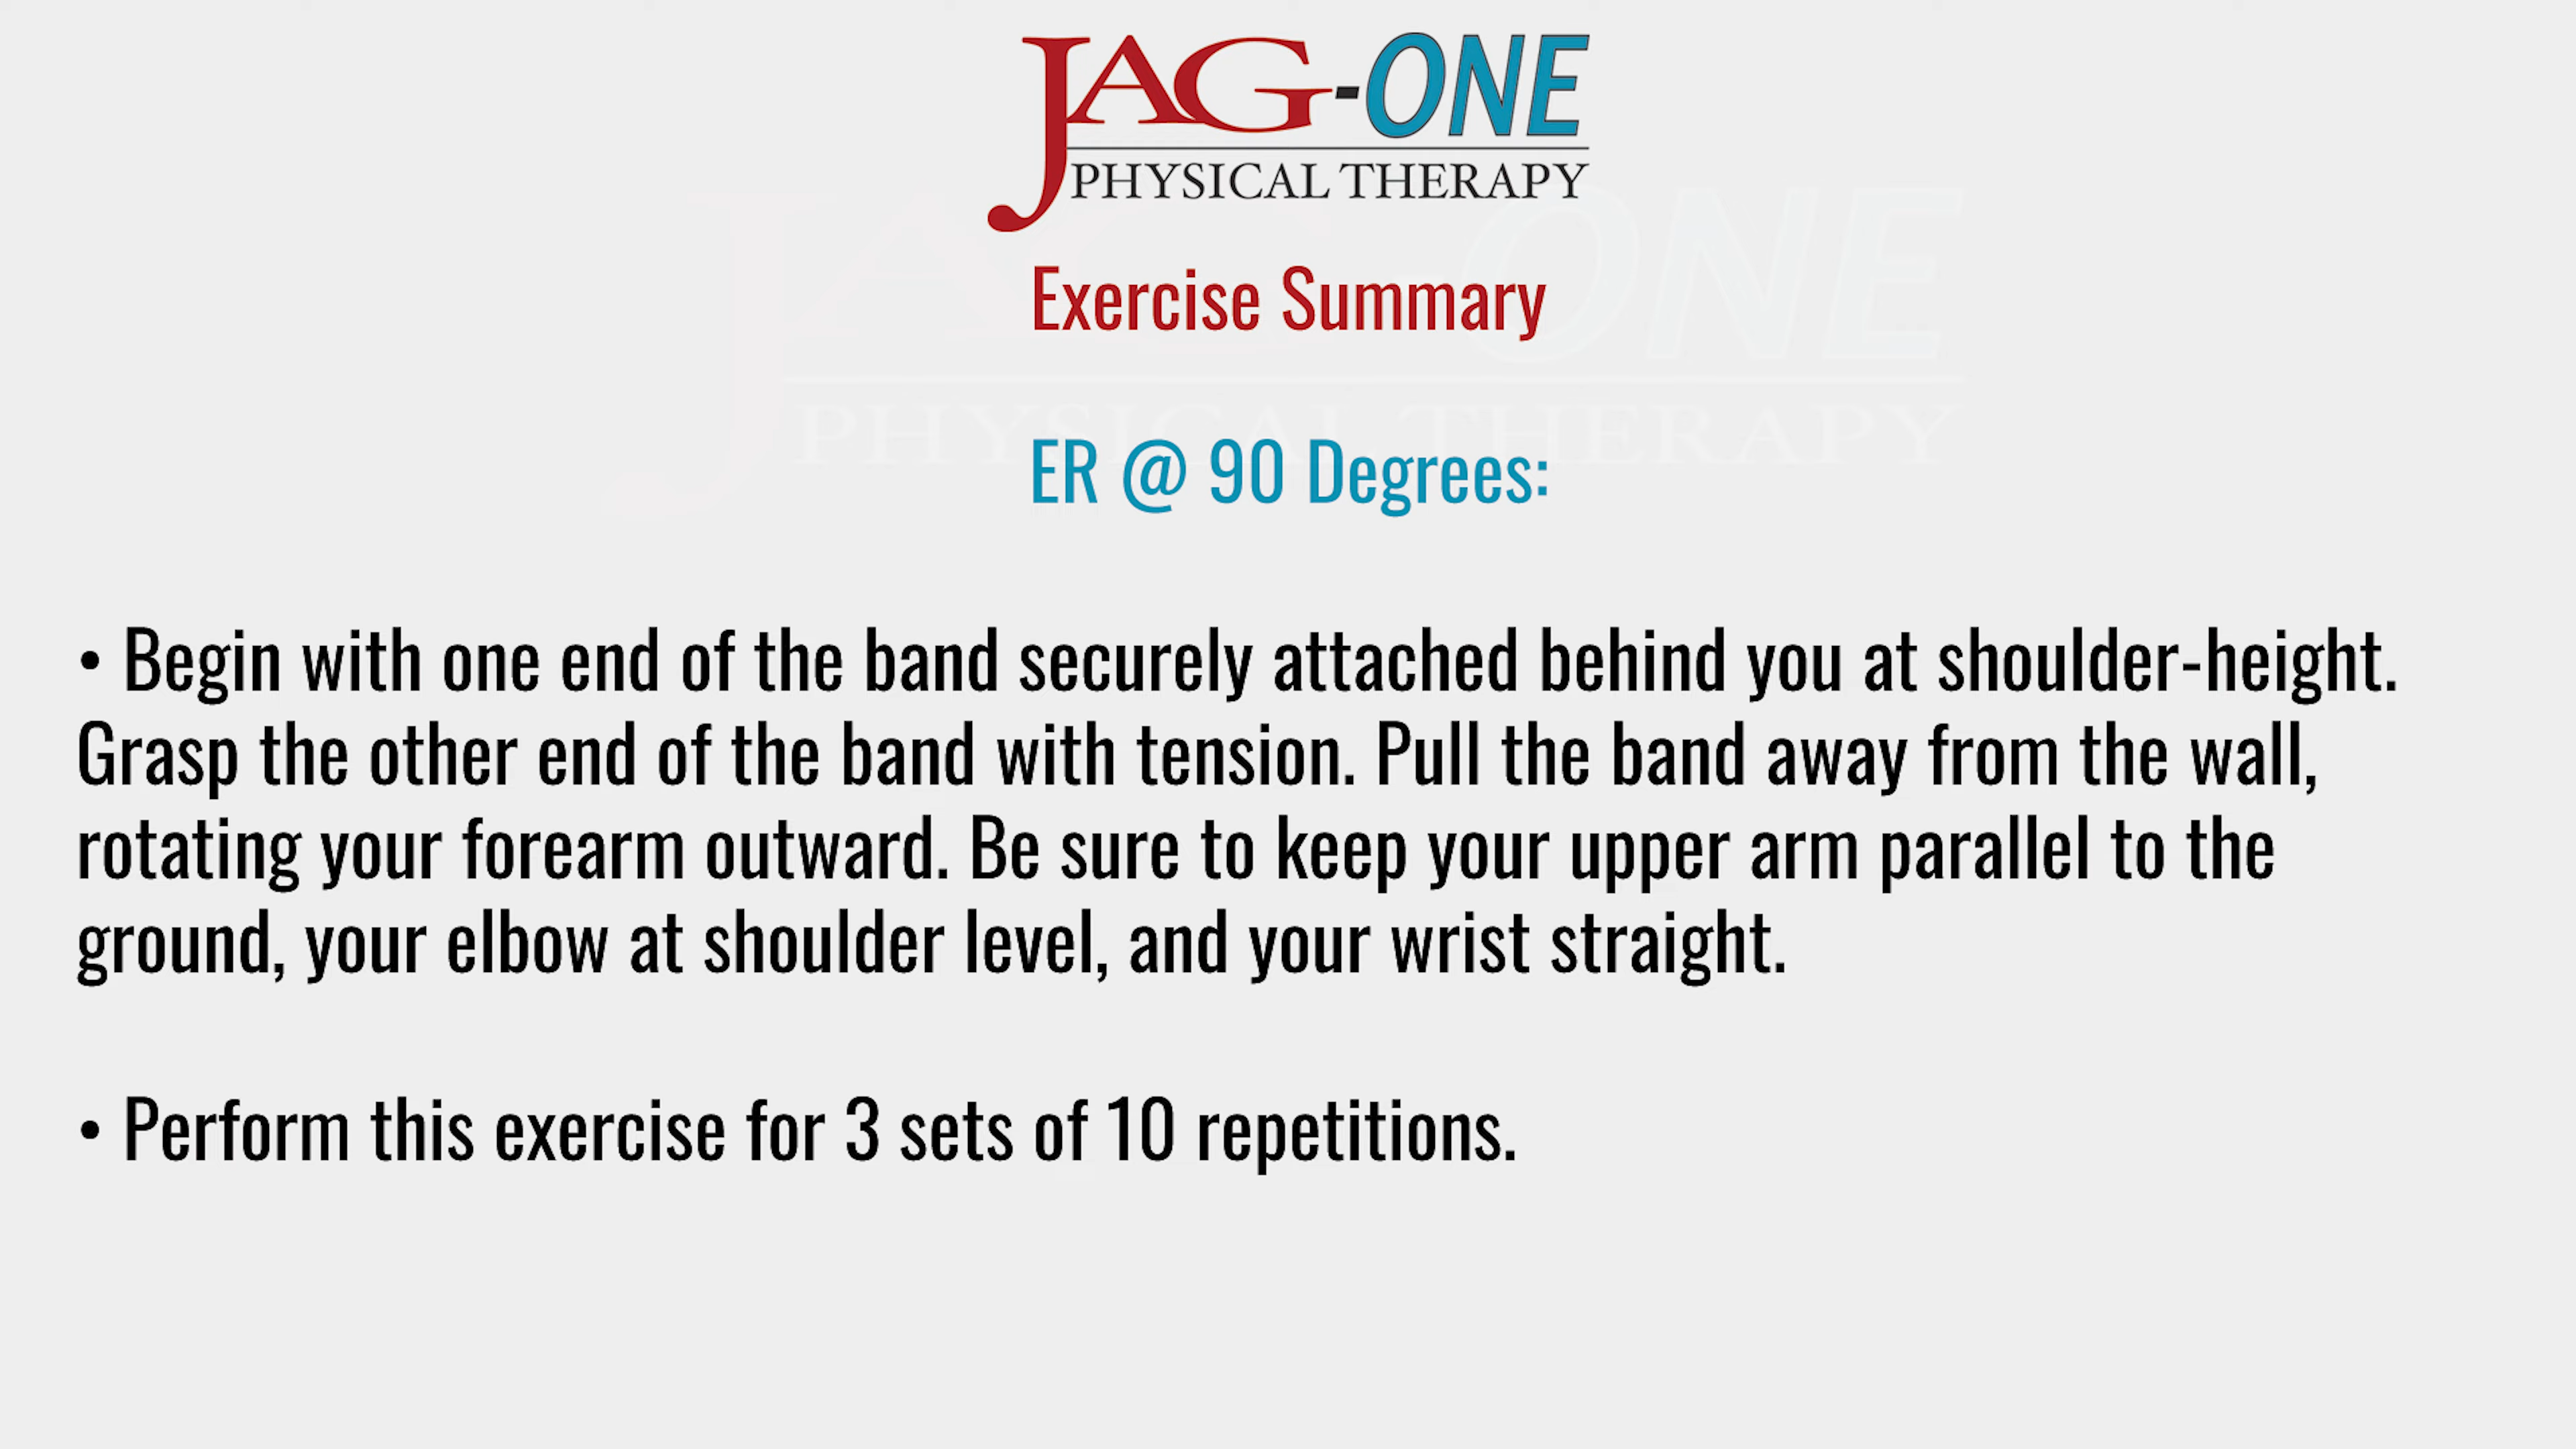 JAG-ONE
PHYSICAL THERAPY
Exercise Summary
ER @ 90 Degrees:
• Begin with one end of the band securely attached behind you at shoulder-height.
Grasp the other end of the band with tension. Pull the band away from the wall,
rotating your forearm outward. Be sure to keep your upper arm parallel to the
ground, your elbow at shoulder level, and your wrist straight.
• Perform this exercise for 3 sets of 10 repetitions.